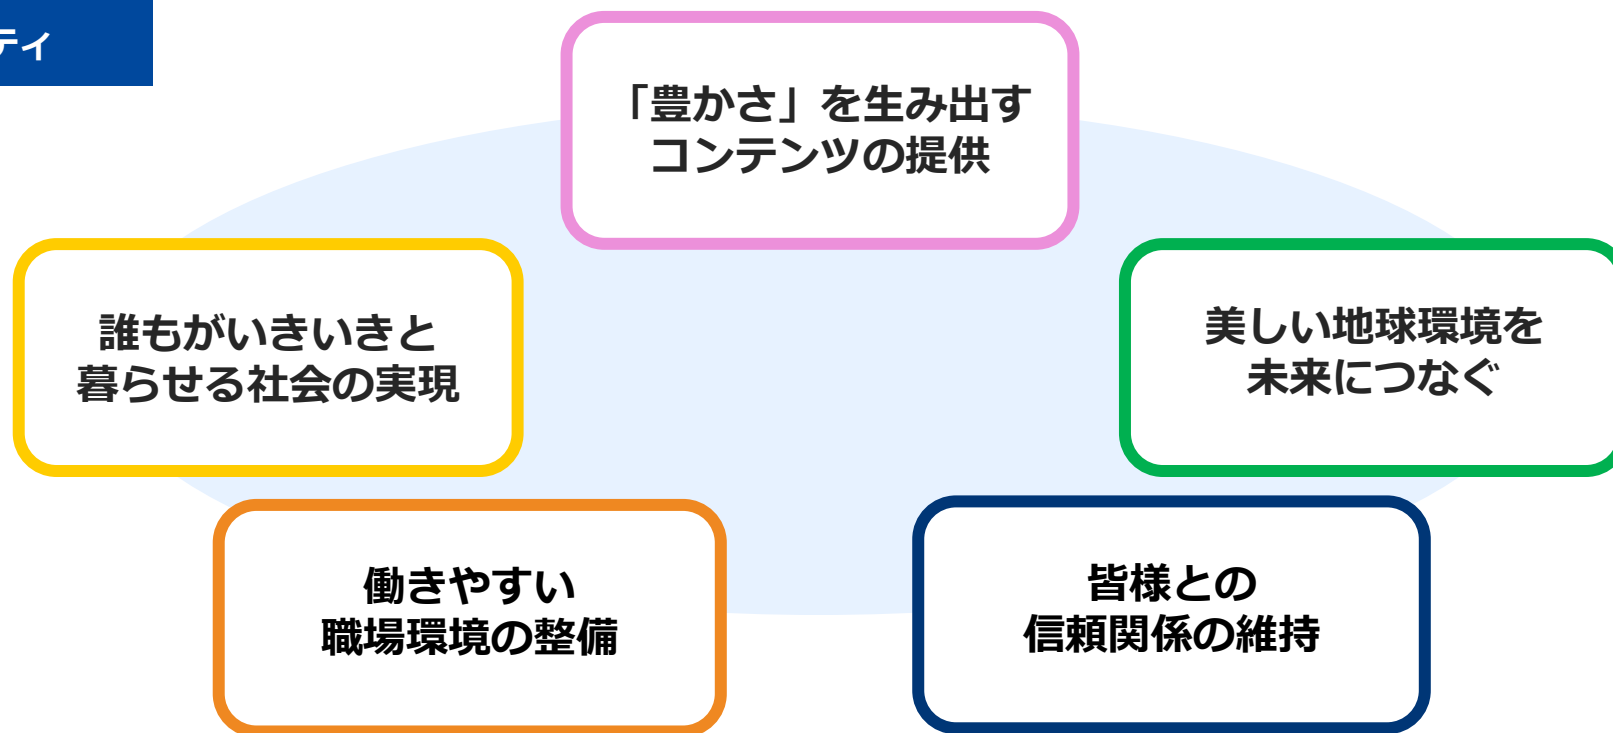 ティ
「豊かさ」を生み出す
コンテンツの提供
誰もがいきいきと
暮らせる社会の実現
美しい地球環境を
未来につなぐ
働きやすい
職場環境の整備
皆様との
信頼関係の維持